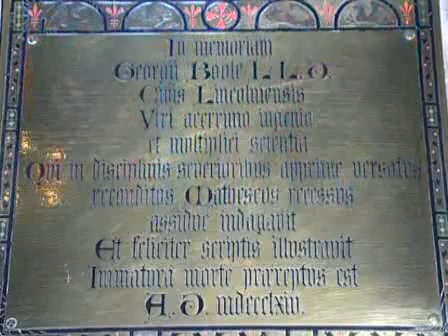 In memoriam
Georgii Boole L L. D.
Civis Lincolniensis
Viri acerrimo ingenio
et multiplici scientia
Qui in disciplinis severioribus apprime versatus
reconditos Matheseos recessus
assidue indagavit
Et feliciter scriptis illustravit
Immatura morte præreptus est
A. D. mdccclxiv.